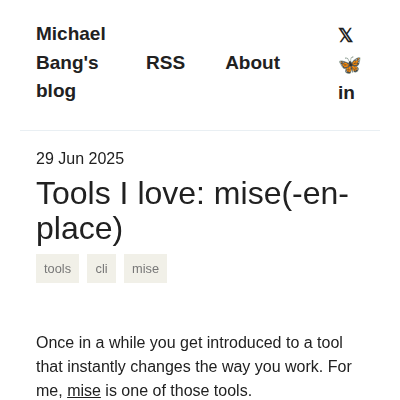 Michael Bang's blog
RSS
About
𝕏
in
29 Jun 2025
Tools I love: mise(-en-
place)
tools cli mise
Once in a while you get introduced to a tool
that instantly changes the way you work. For
me, mise is one of those tools.